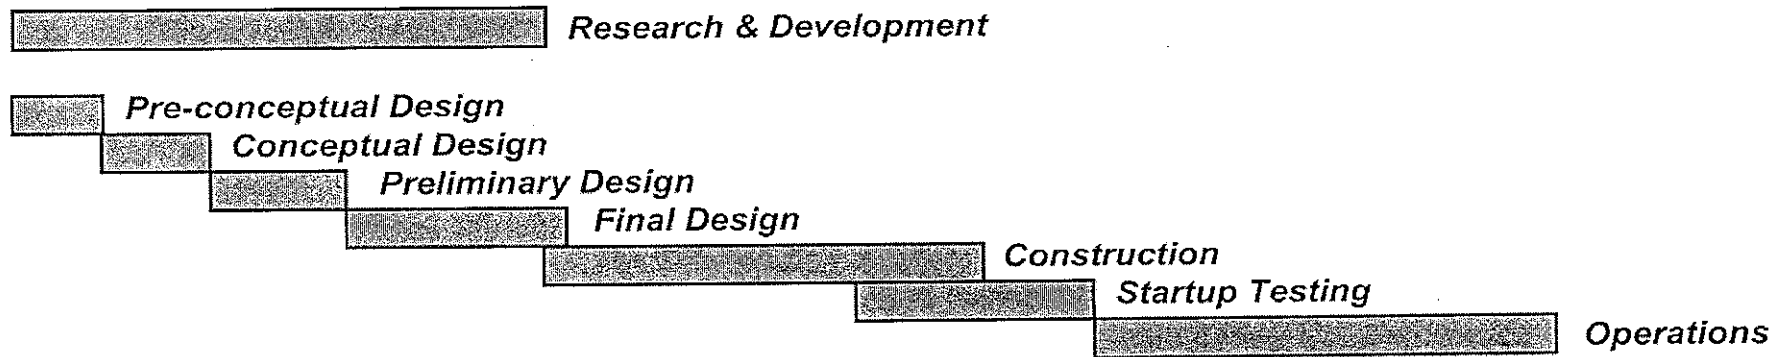 Research & Development
Pre-conceptual Design
Conceptual Design
Preliminary Design
Final Design
Construction
Startup Testing
Operations